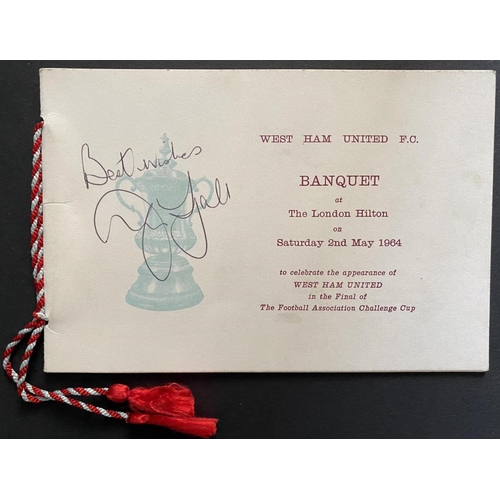 Best wishes
WEST HAM UNITED F.C.
BANQUET
at
The London Hilton
on
Saturday 2nd May 1964
to celebrate the appearance of
WEST HAM UNITED
in the Final of
The Football Association Challenge Cup